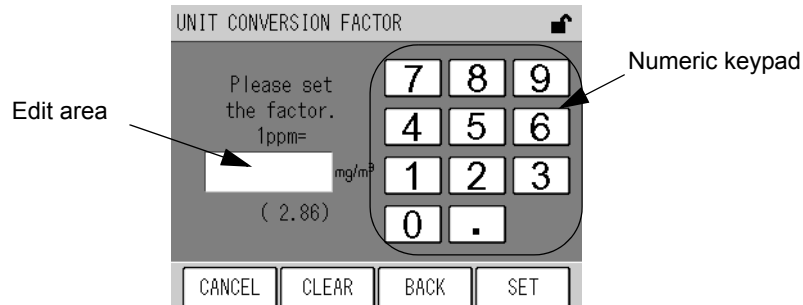 UNIT CONVERSION FACTOR
Numeric keypad
Edit area
Please set
the factor.
1ppm=
mg/m³
( 2.86)
7 8 9
4 5 6
1 2 3
0 .
CANCEL CLEAR BACK SET